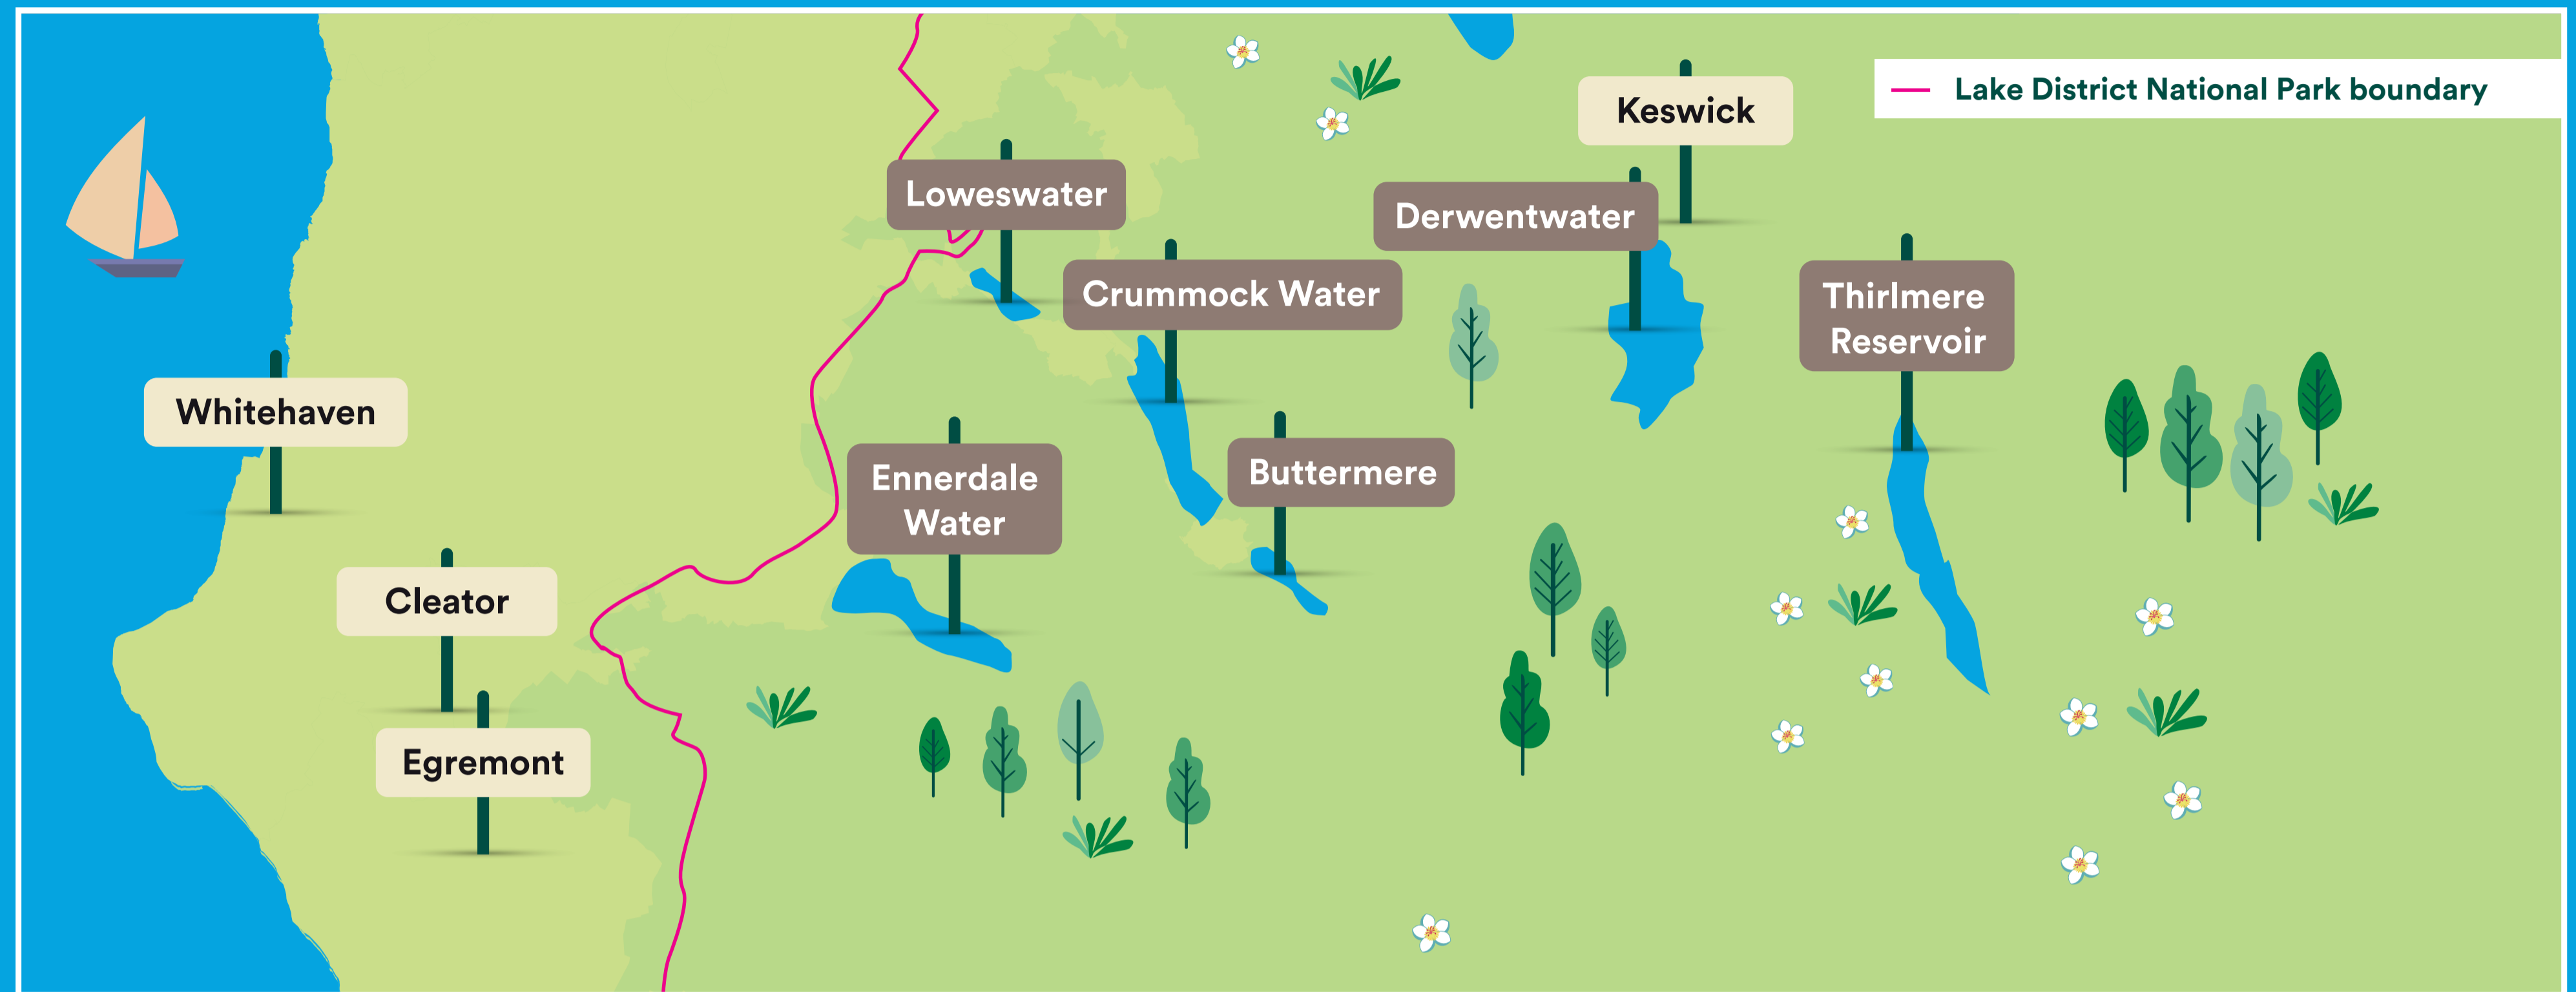 Lake District National Park boundary
Keswick
Loweswater
Derwentwater
Crummock Water
Thirlmere
Reservoir
Whitehaven
Ennerdale
Water
Buttermere
Cleator
Egremont